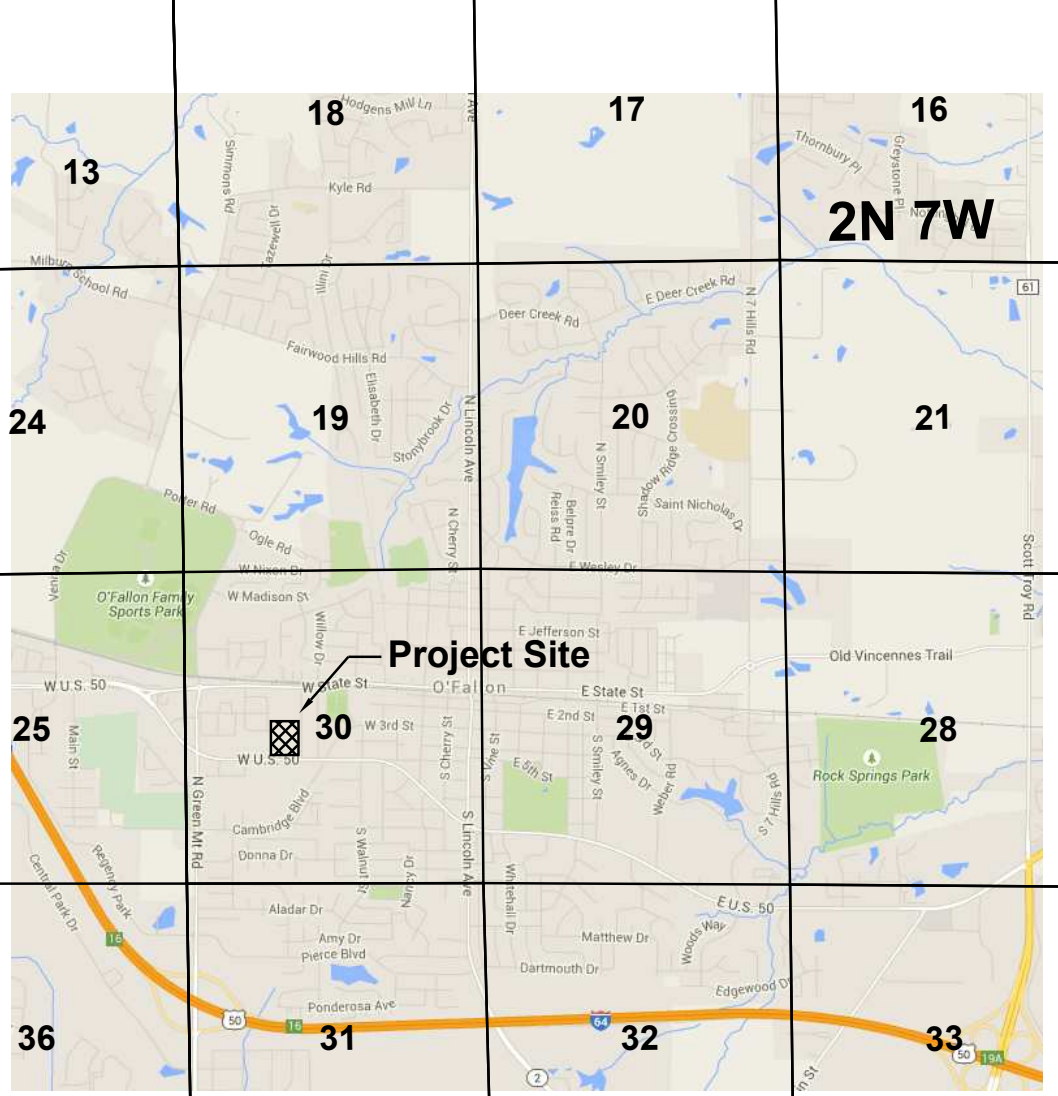 18
Hodgens Mill Ln
17
16
13
Simmons Rd
Kyle Rd
Thornbury Pl
Greystone Pl
2N 7W
Milburn School Rd
Illini Dr
61
E Deer Creek Rd
Deer Creek Rd
N 7 Hills Rd
Fairwood Hills Rd
Elisabeth Dr
24
19
Stonybrook Dr
N Lincoln Ave
20
Shadow Ridge Crossing
21
N Smiley St
Porter Rd
Belpre Dr
Reiss Rd
Saint Nicholas Dr
Ogle Rd
N Cherry St
Scott Troy Rd
Venita Dr
W Nixon Dr
E Wesley Dr
O'Fallon Family
Sports Park
W Madison St
Willow Dr
E Jefferson St
Project Site
Old Vincennes Trail
W U.S. 50
W State St
O'Fallon
E State St
E 1st St
25
Main St
30
W 3rd St
S Cherry St
E 2nd St
29
28
W U.S. 50
S Vine St
E 5th St
S Smiley St
Agnes Dr
Weber Rd
S 7 Hills Rd
Rock Springs Park
N Green Mt Rd
Cambridge Blvd
S Lincoln Ave
Donna Dr
S Walnut St
Nancy Dr
Regency Park
Central Park Dr
Whitehall Dr
Aladar Dr
E U.S. 50
16
Amy Dr
Pierce Blvd
Matthew Dr
Woods Way
Dartmouth Dr
Edgewood Dr
Ponderosa Ave
50
16
64
36
31
32
33
50
19A
2